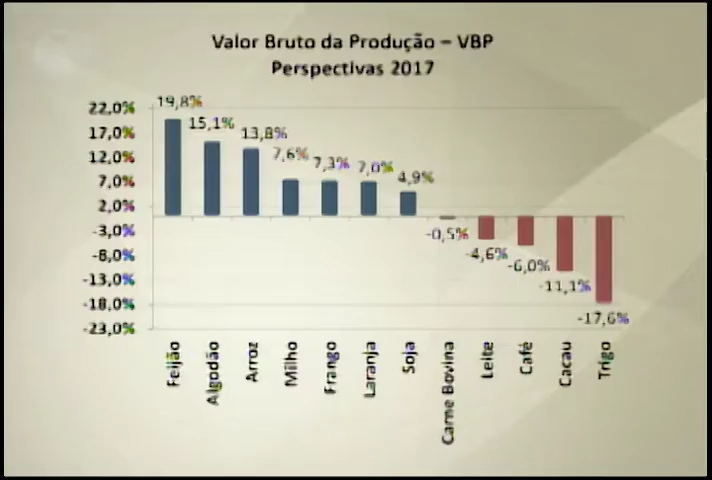 Valor Bruto da Produção – VBP
Perspectivas 2017
22,0%
17,0%
12,0%
7,0%
2,0%
-3,0%
-8,0%
-13,0%
-18,0%
-23,0%
19,8%
15,1%
13,8%
7,6%
7,3%
7,0%
4,9%
-0,5%
-4,6%
-6,0%
-11,1%
-17,6%
Feijão
Algodão
Arroz
Milho
Frango
Laranja
Soja
Carne Bovina
Leite
Café
Cacau
Trigo